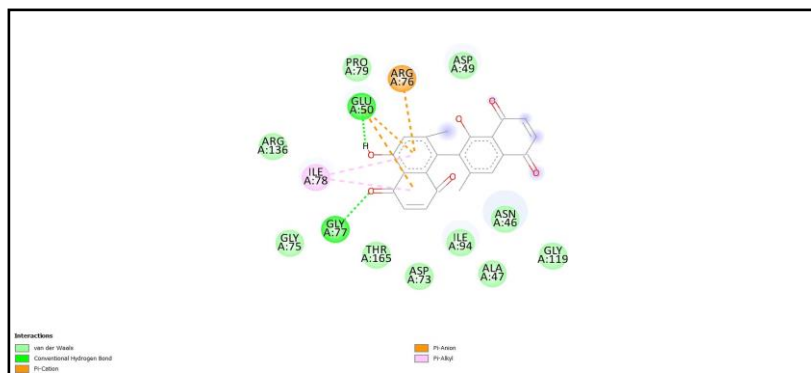 PRO
A:79
ARG
A:76
ASP
A:49
GLU
A:50
H
O
O
O
ARG
A:136
ILE
A:78
O
O
O
GLY
A:77
ASN
A:46
GLY
A:75
THR
A:165
ILE
A:94
GLY
A:119
ASP
A:73
ALA
A:47
Interactions
van der Waals
Conventional Hydrogen Bond
Pi-Cation
Pi-Anion
Pi-Alkyl